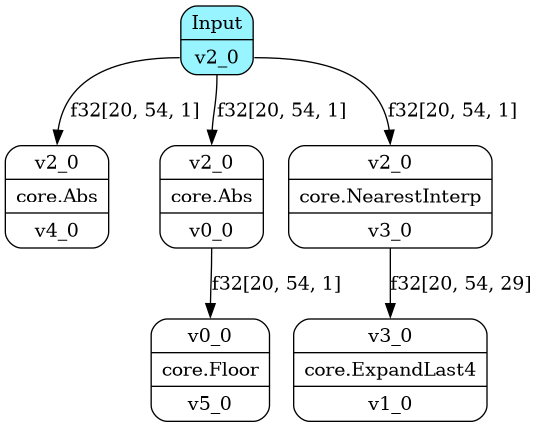 Input
v2_0
f32[20, 54, 1]
f32[20, 54, 1]
f32[20, 54, 1]
v2_0
core.Abs
v4_0
v2_0
core.Abs
v0_0
v2_0
core.NearestInterp
v3_0
f32[20, 54, 1]
f32[20, 54, 29]
v0_0
core.Floor
v5_0
v3_0
core.ExpandLast4
v1_0